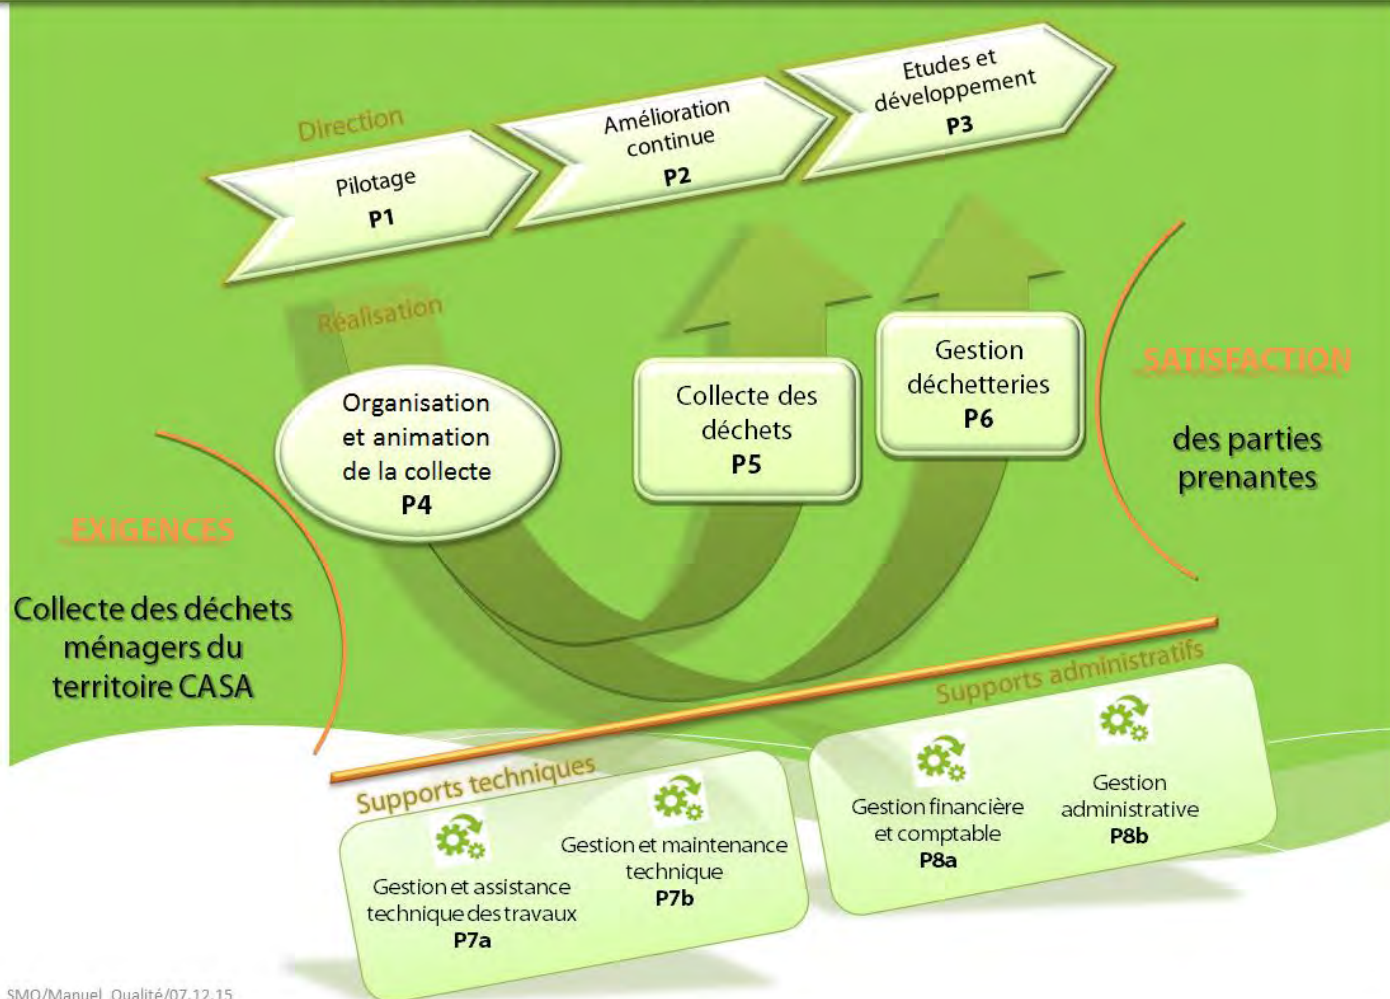 Direction
Pilotage
P1
Amélioration
continue
P2
Etudes et
développement
P3
Réalisation
Organisation
et animation
de la collecte
P4
Collecte des
déchets
P5
Gestion
déchetteries
P6
EXIGENCES
Collecte des déchets
ménagers du
territoire CASA
SATISFACTION
des parties
prenantes
Supports techniques
Gestion et assistance
technique des travaux
P7a
Gestion et maintenance
technique
P7b
Supports administratifs
Gestion financière
et comptable
P8a
Gestion
administrative
P8b
SMQ/Manuel Qualité/07.12.15